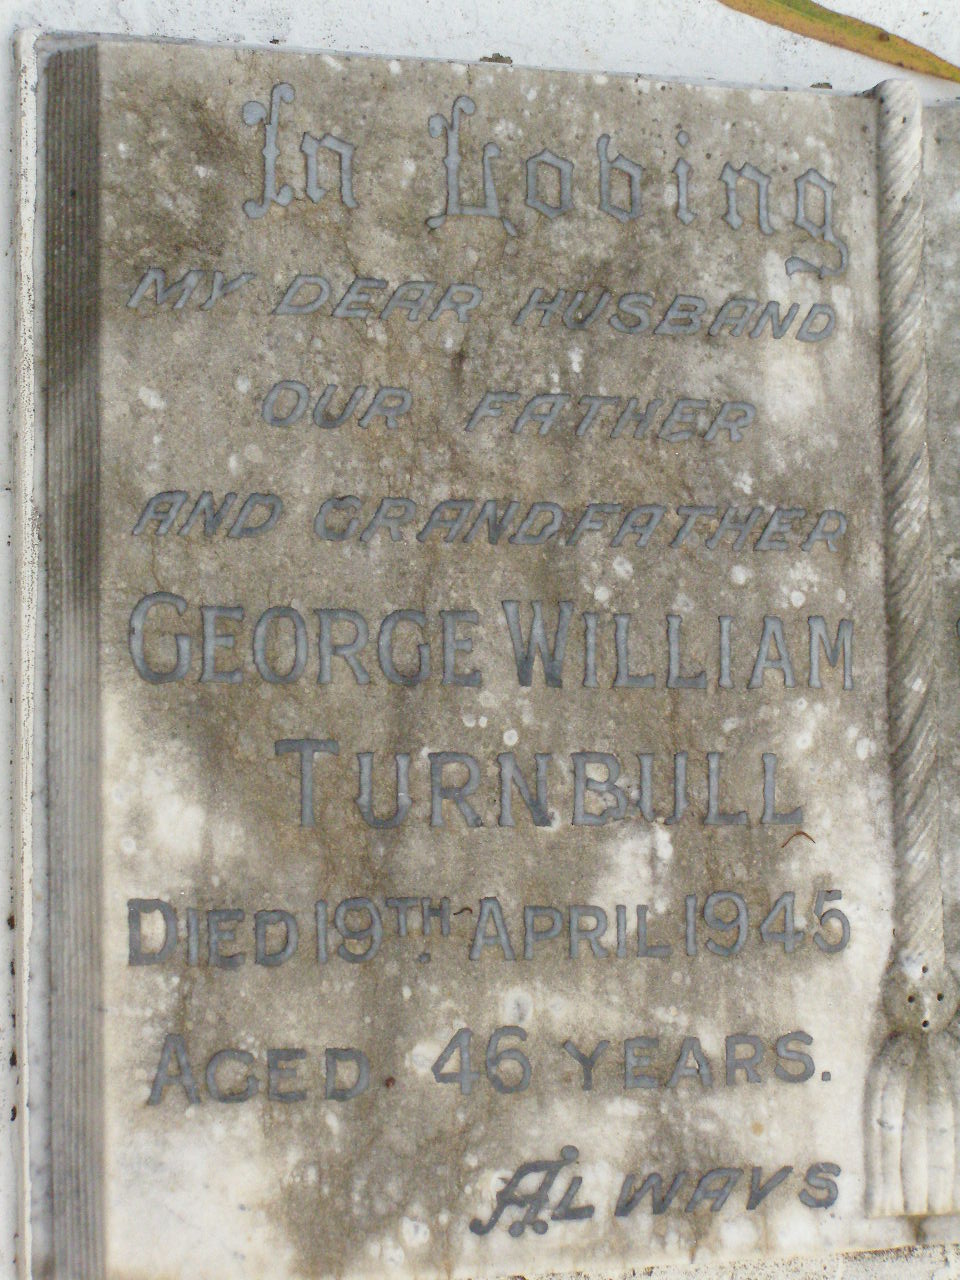 In Loving
MY DEAR HUSBAND
OUR FATHER
AND GRANDFATHER
GEORGE WILLIAM
TURNBULL
DIED 19TH APRIL 1945
AGED 46 YEARS.
ALWAYS